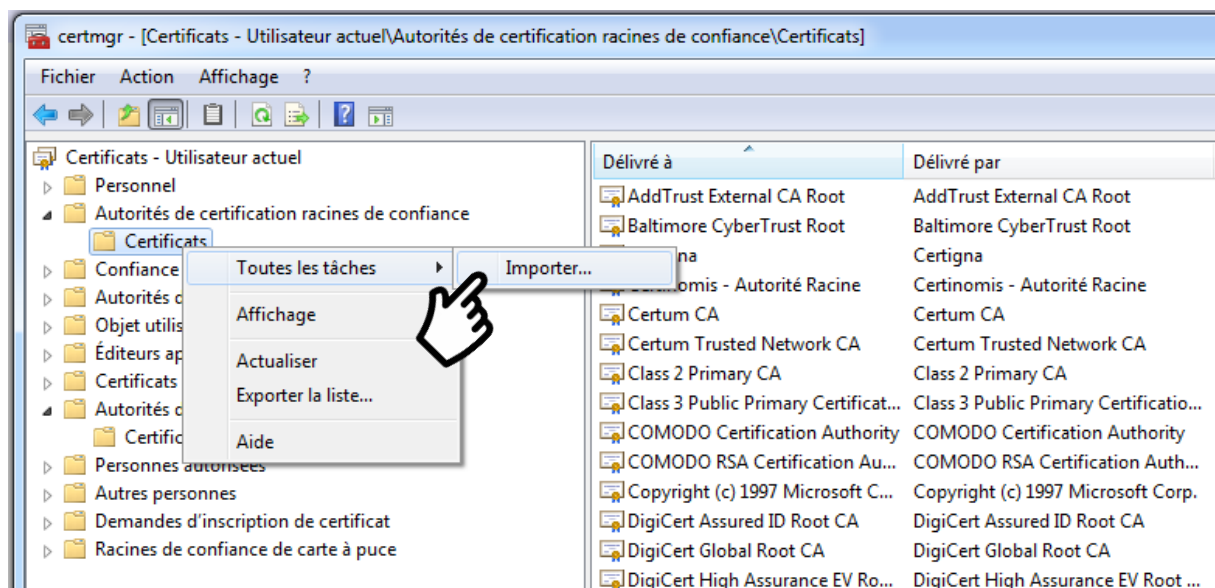 certmgr - [Certificats - Utilisateur actuel\Autorités de certification racines de confiance\Certificats]
Fichier Action Affichage ?
Certificats - Utilisateur actuel
Personnel
Autorités de certification racines de confiance
Certificats
Confiance
Autorités d
Objet utilis
Éditeurs ap
Certificats
Autorités d
Certific
Personnes autorisées
Autres personnes
Demandes d'inscription de certificat
Racines de confiance de carte à puce
Toutes les tâches
Importer...
Affichage
Actualiser
Exporter la liste...
Aide
Délivré à Délivré par
AddTrust External CA Root AddTrust External CA Root
Baltimore CyberTrust Root Baltimore CyberTrust Root
na Certigna
Certinomis - Autorité Racine Certinomis - Autorité Racine
Certum CA Certum CA
Certum Trusted Network CA Certum Trusted Network CA
Class 2 Primary CA Class 2 Primary CA
Class 3 Public Primary Certificat... Class 3 Public Primary Certificatio...
COMODO Certification Authority COMODO Certification Authority
COMODO RSA Certification Au... COMODO RSA Certification Auth...
Copyright (c) 1997 Microsoft C... Copyright (c) 1997 Microsoft Corp.
DigiCert Assured ID Root CA DigiCert Assured ID Root CA
DigiCert Global Root CA DigiCert Global Root CA
DigiCert High Assurance EV Ro... DigiCert High Assurance EV Root ...